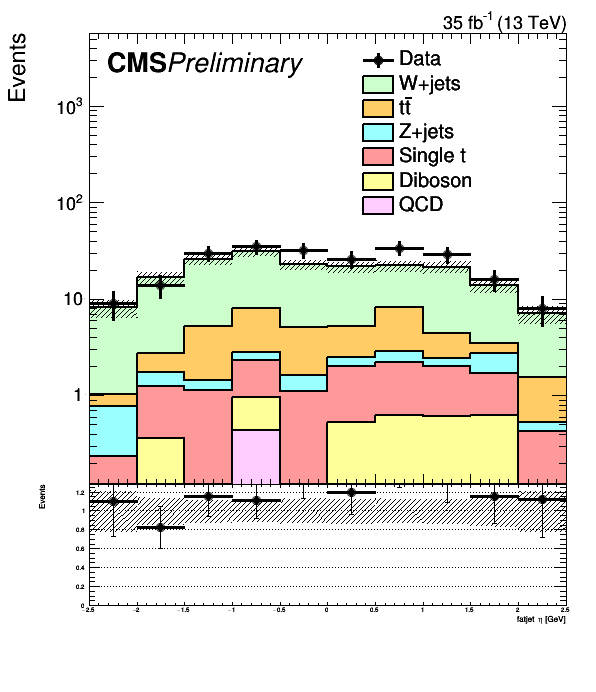 35 fb⁻¹ (13 TeV)
Events
CMS Preliminary
Data
W+jets
tt̄
Z+jets
Single t
Diboson
QCD
10³
10²
10
1
Events
1.2
1
0.8
0.6
0.4
0.2
0
−2.5 −2 −1.5 −1 −0.5 0 0.5 1 1.5 2 2.5
fatjet η [GeV]